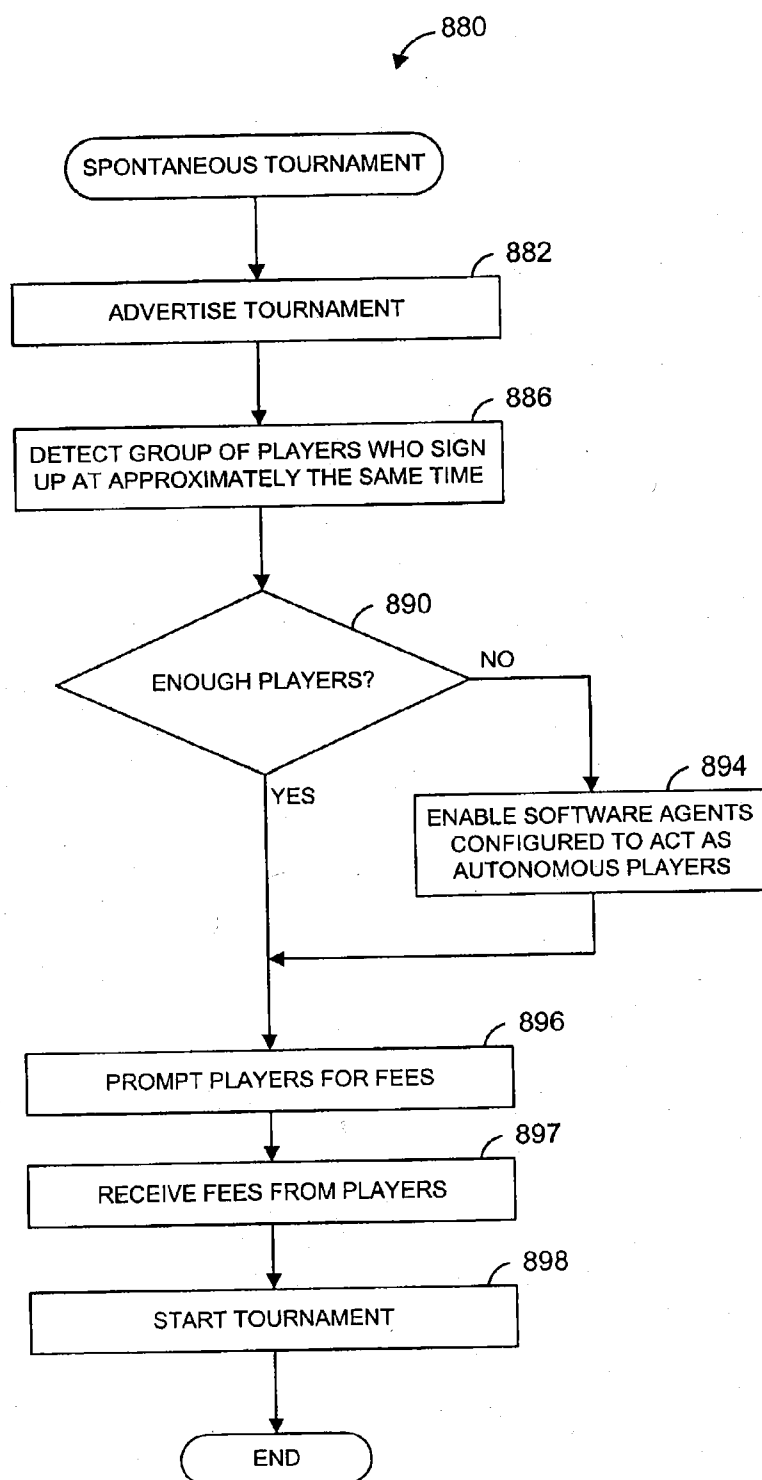 880
SPONTANEOUS TOURNAMENT
882
ADVERTISE TOURNAMENT
886
DETECT GROUP OF PLAYERS WHO SIGN
UP AT APPROXIMATELY THE SAME TIME
890
ENOUGH PLAYERS?
NO
YES
894
ENABLE SOFTWARE AGENTS
CONFIGURED TO ACT AS
AUTONOMOUS PLAYERS
896
PROMPT PLAYERS FOR FEES
897
RECEIVE FEES FROM PLAYERS
898
START TOURNAMENT
END